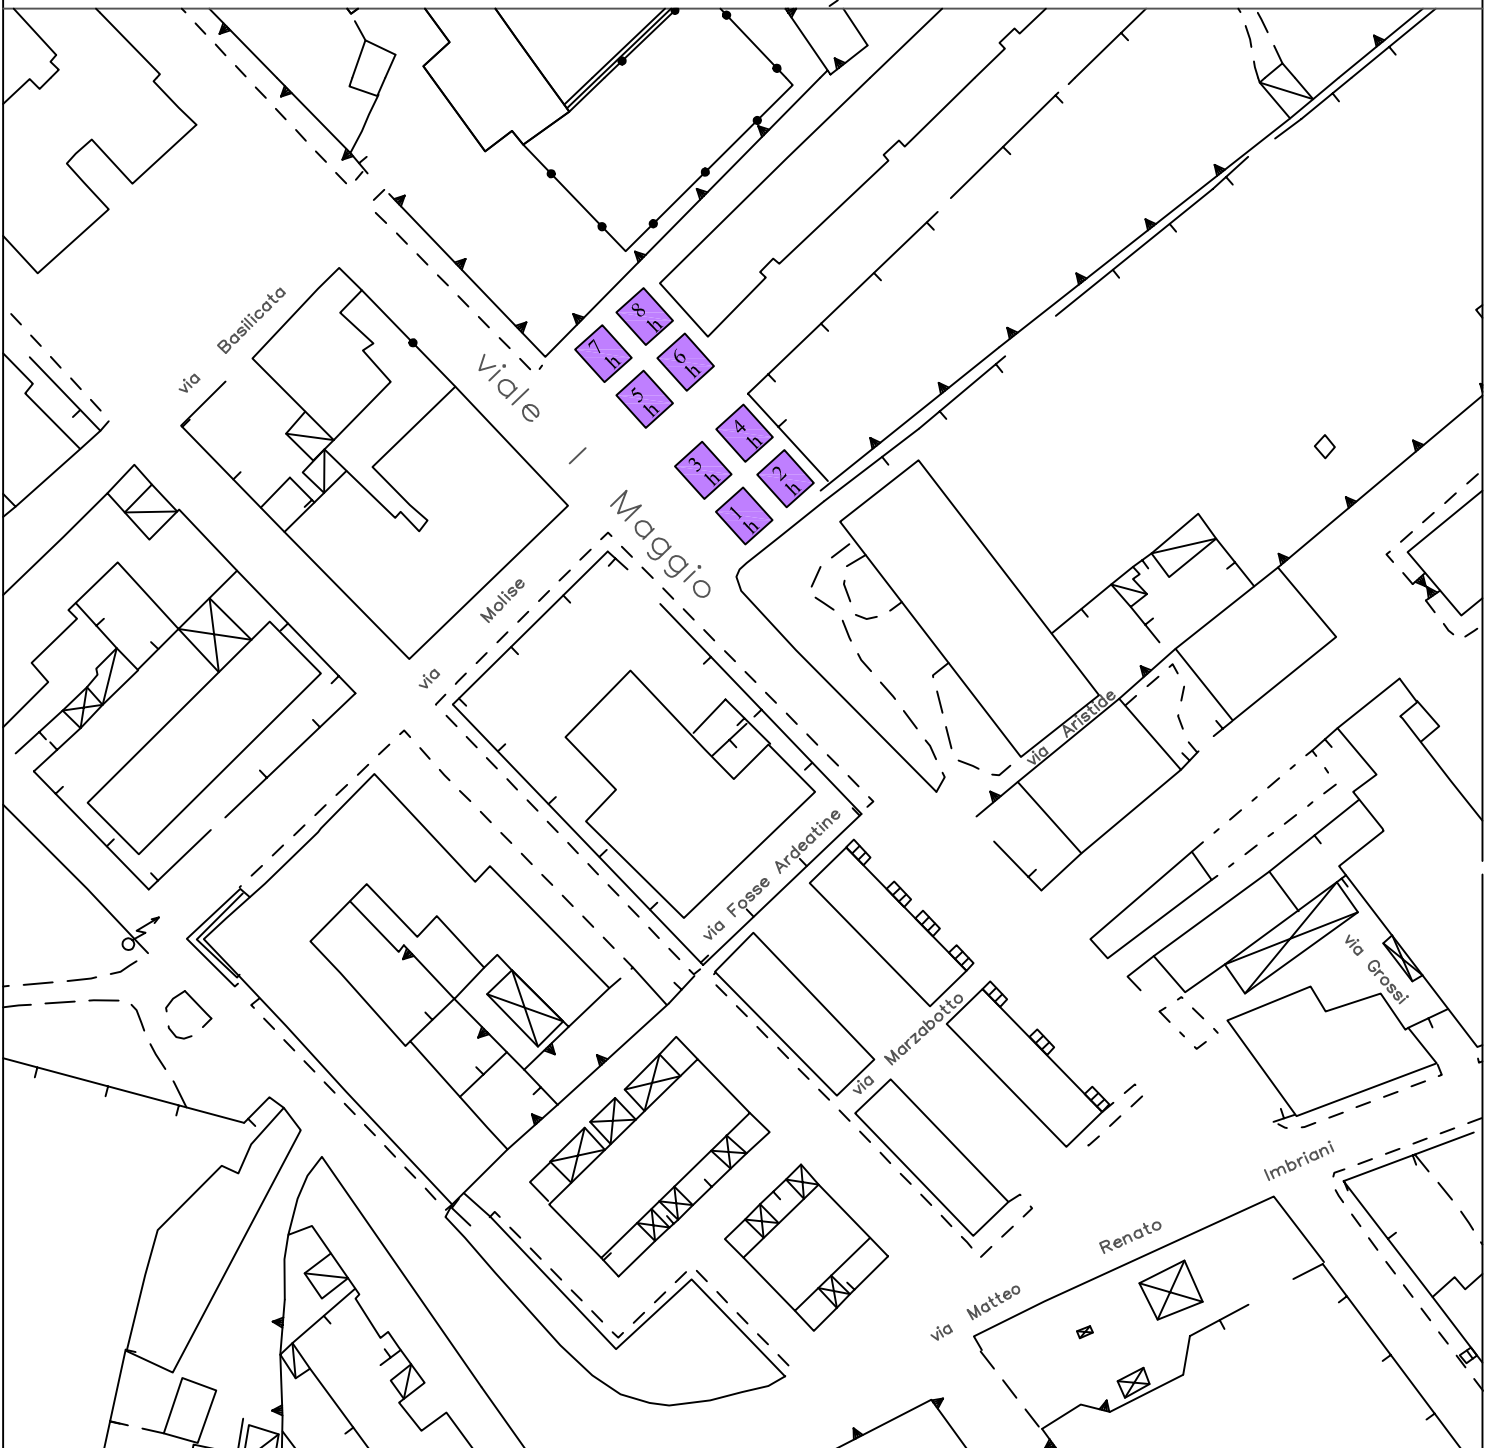 via Basilicata
viale I Maggio
8 h
7 h
6 h
5 h
4 h
3 h
2 h
1 h
via Molise
via Aristide
via Fosse Ardeatine
via Marzabotto
via Grossi
via Matteo Renato Imbriani